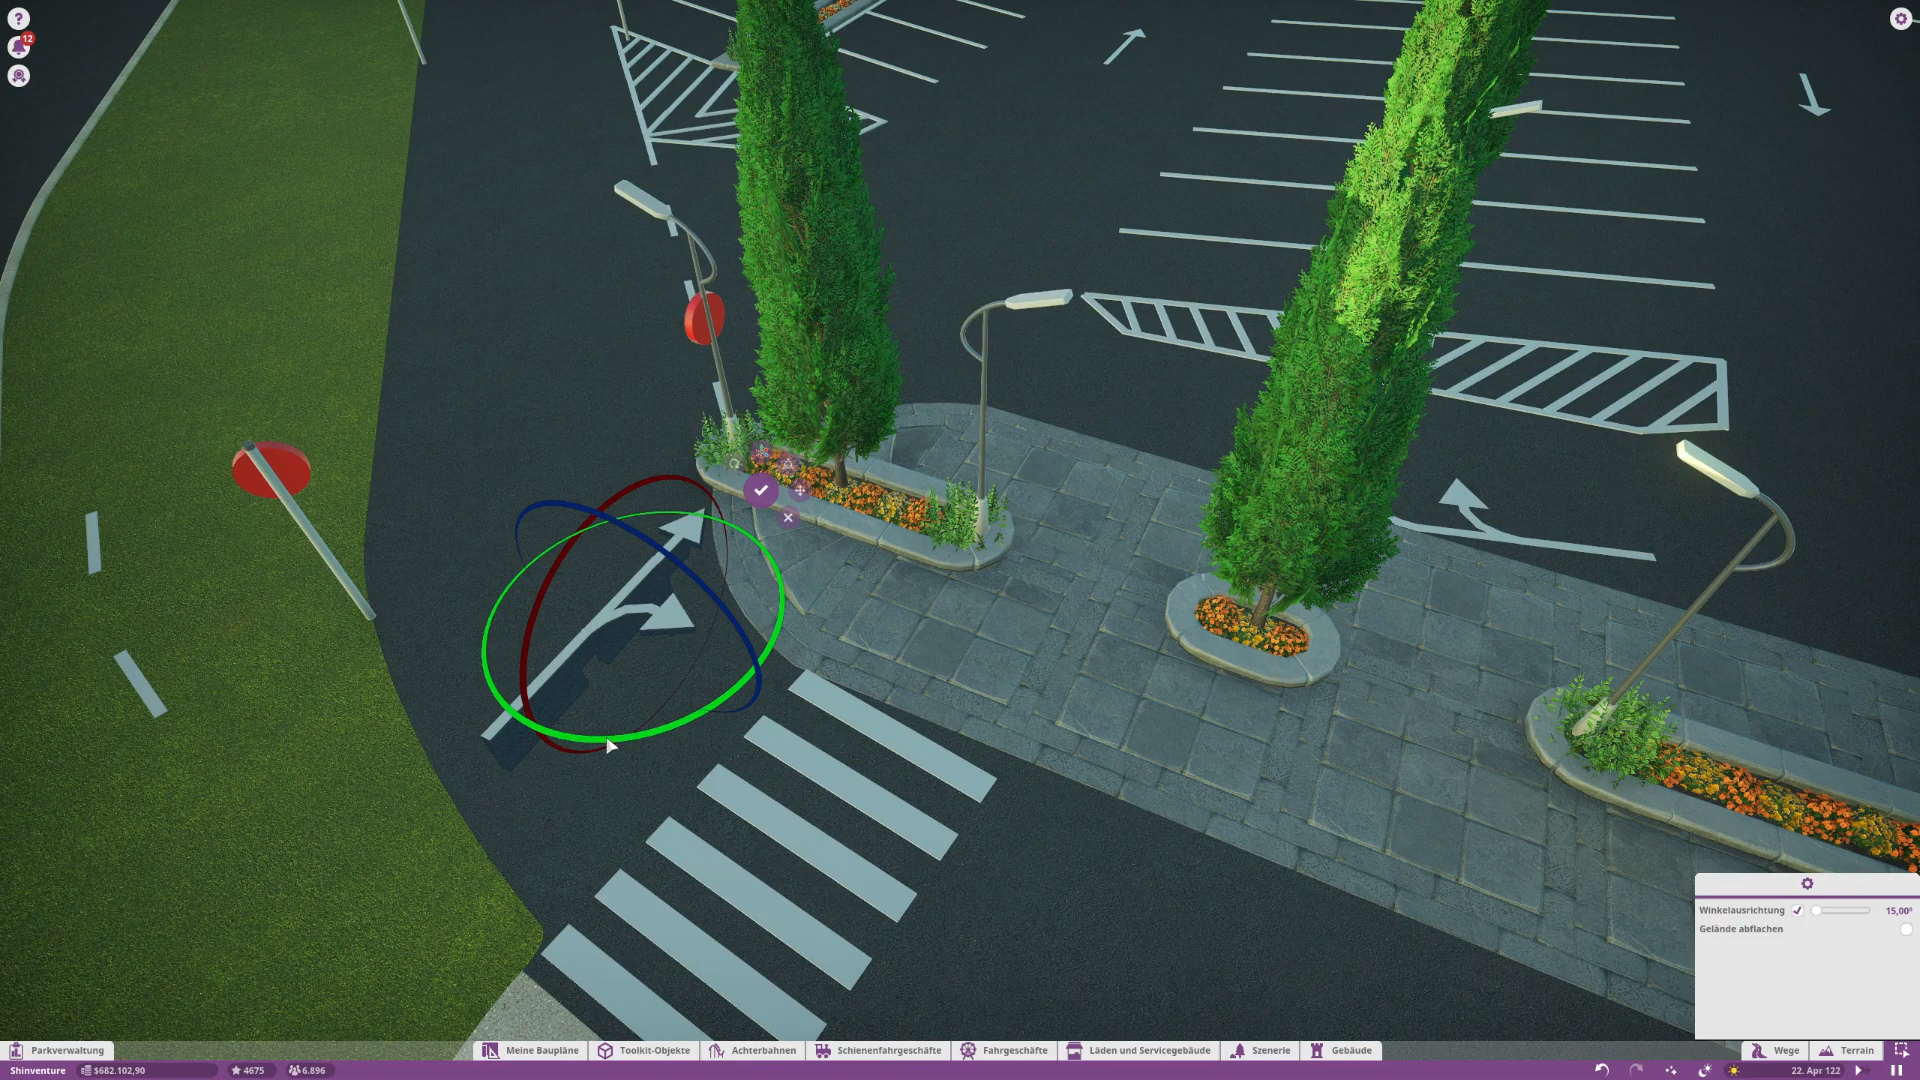 ?
12
Winkelausrichtung 15,00°
Gelände abflachen
Parkverwaltung
Meine Baupläne
Toolkit-Objekte
Achterbahnen
Schienenfahrgeschäfte
Fahrgeschäfte
Läden und Servicegebäude
Szenerie
Gebäude
Wege
Terrain
Shinventure
$682.102,90
4675
6.896
22. Apr 122